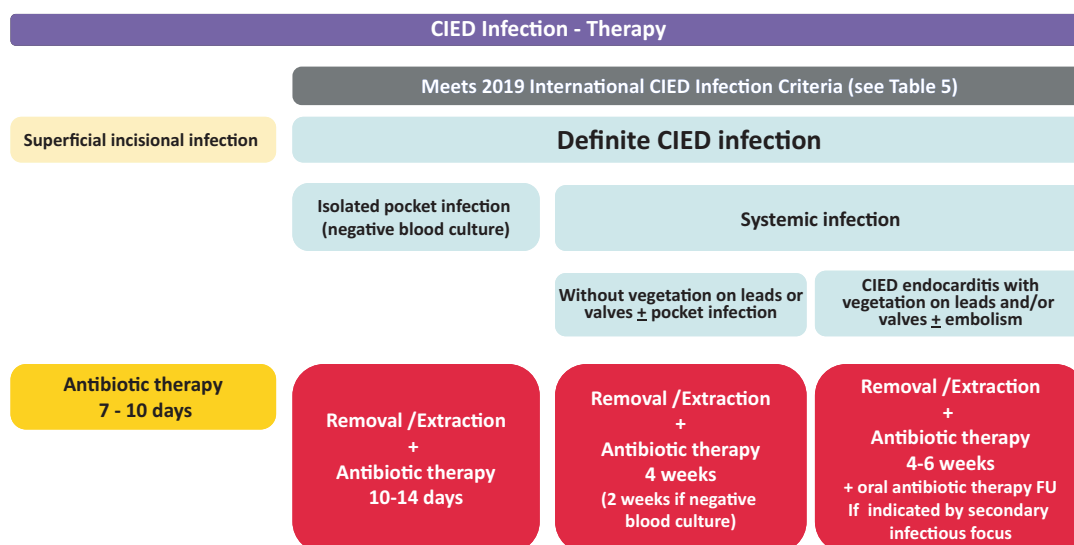 CIED Infection - Therapy
Meets 2019 International CIED Infection Criteria (see Table 5)
Superficial incisional infection
Definite CIED infection
Isolated pocket infection
(negative blood culture)
Systemic infection
Without vegetation on leads or
valves ± pocket infection
CIED endocarditis with
vegetation on leads and/or
valves ± embolism
Antibiotic therapy
7 - 10 days
Removal /Extraction
+
Antibiotic therapy
10-14 days
Removal /Extraction
+
Antibiotic therapy
4 weeks
(2 weeks if negative
blood culture)
Removal /Extraction
+
Antibiotic therapy
4-6 weeks
+ oral antibiotic therapy FU
If indicated by secondary
infectious focus